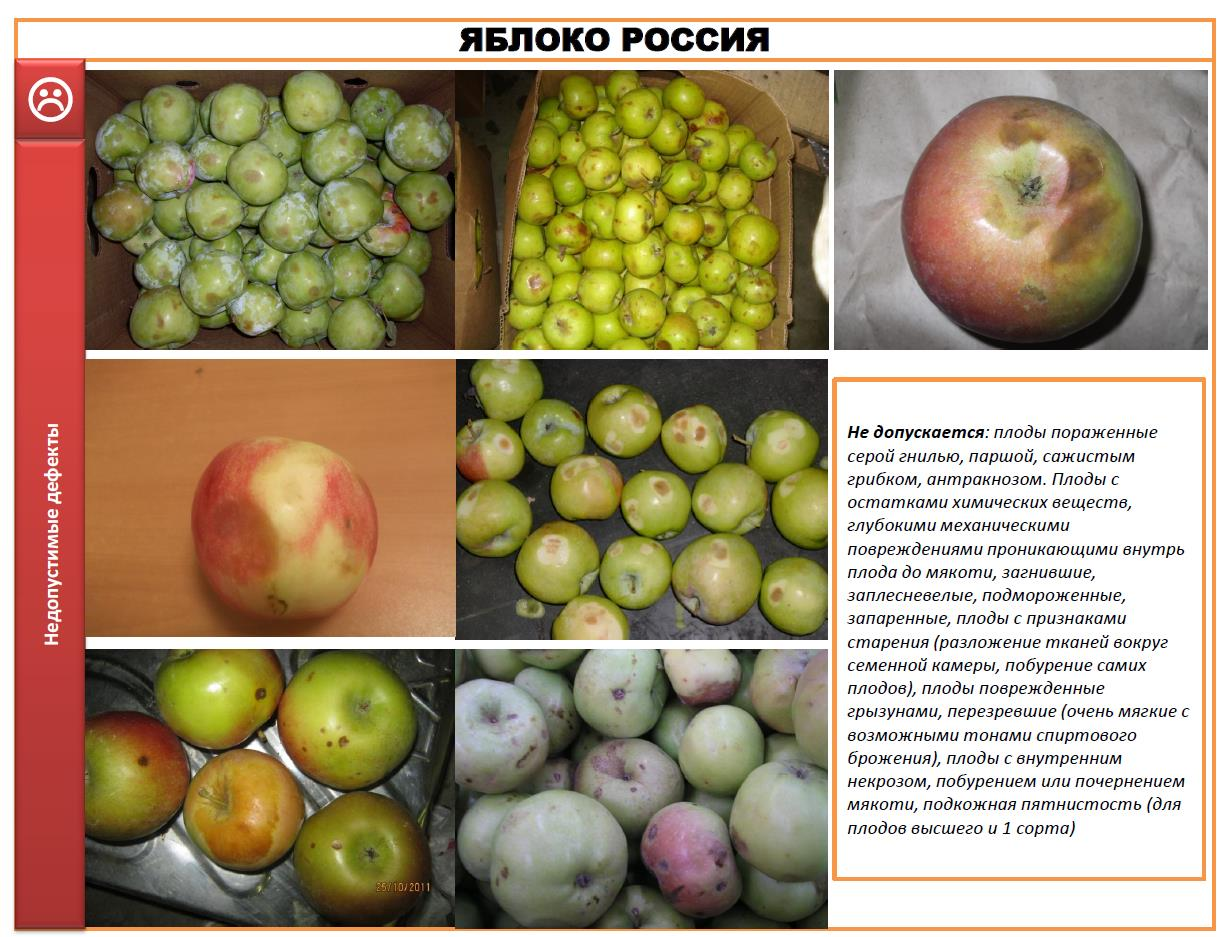 ЯБЛОКО РОССИЯ
Недопустимые дефекты
Не допускается: плоды пораженные
серой гнилью, паршой, сажистым
грибком, антракнозом. Плоды с
остатками химических веществ,
глубокими механическими
повреждениями проникающими внутрь
плода до мякоти, загнившие,
заплесневелые, подмороженные,
запаренные, плоды с признаками
старения (разложение тканей вокруг
семенной камеры, побурение самих
плодов), плоды поврежденные
грызунами, перезревшие (очень мягкие с
возможными тонами спиртового
брожения), плоды с внутренним
некрозом, побурением или почернением
мякоти, подкожная пятнистость (для
плодов высшего и 1 сорта)
25/10/2011